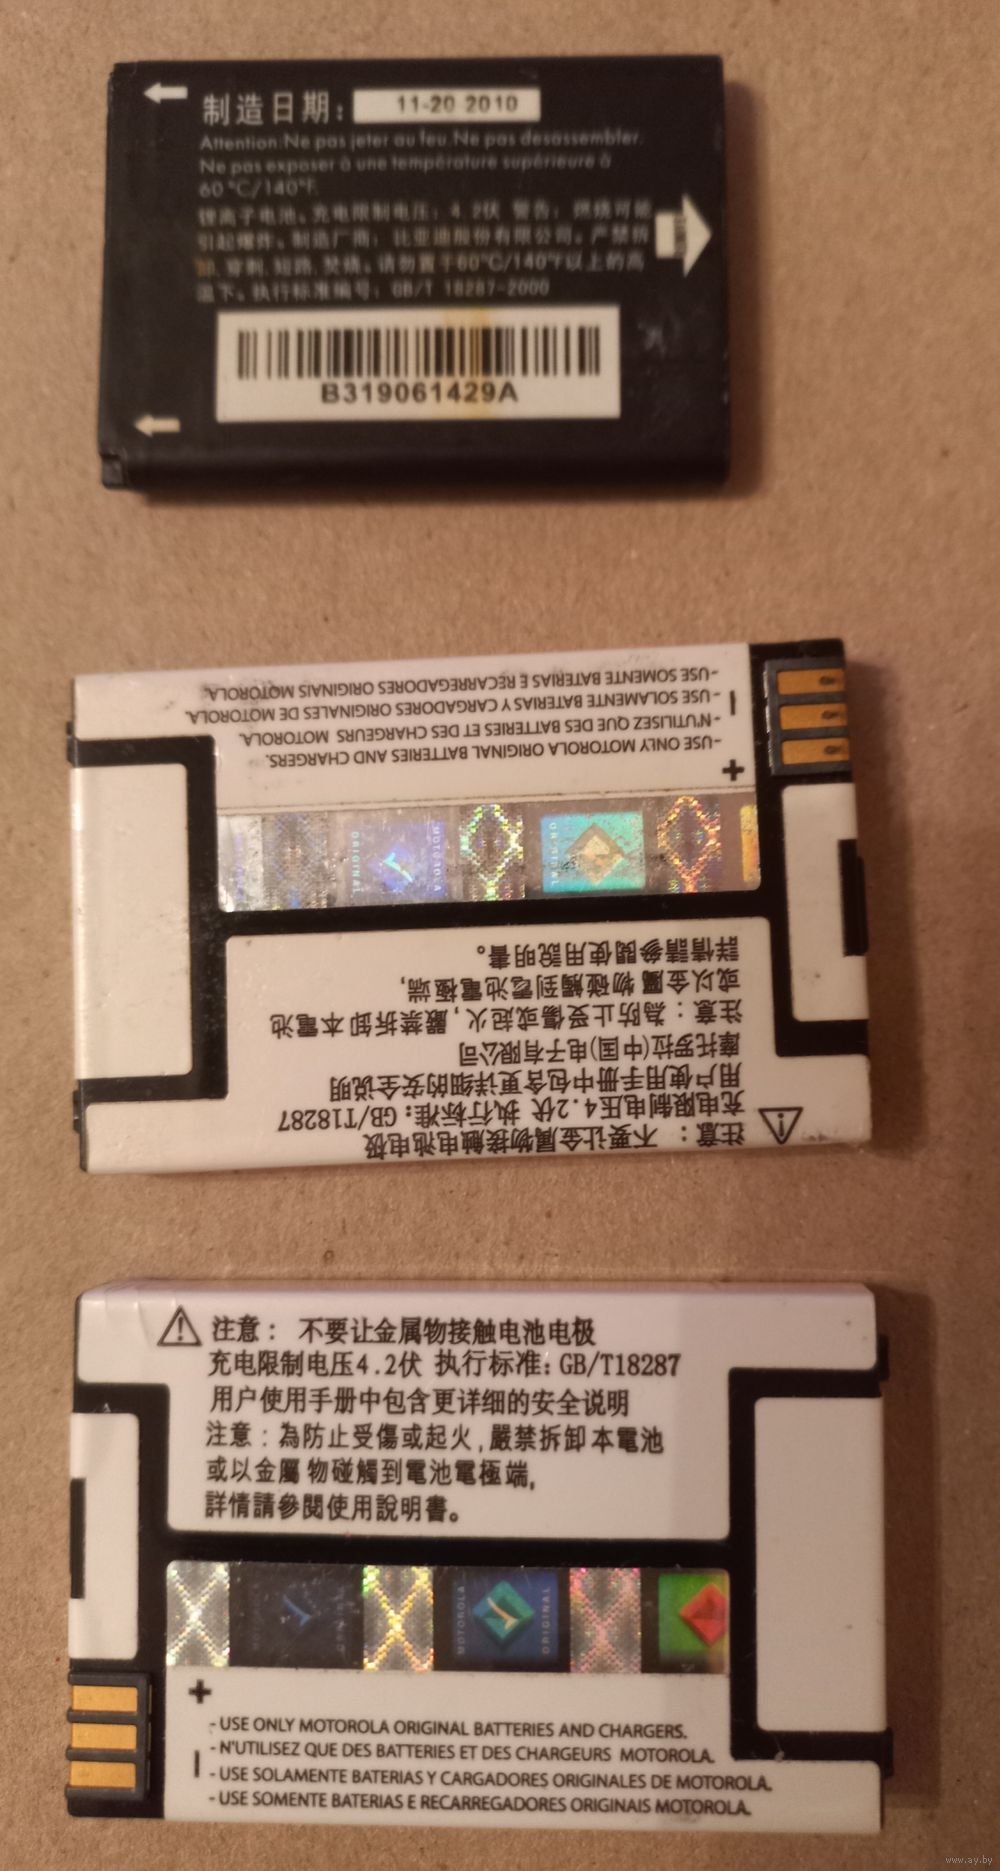 制造日期: 11-20 2010
Attention:Ne pas jeter au feu.Ne pas desassembler.
Ne pas exposer à une température supérieure à
60 °C/140°F.
锂离子电池。充电限制电压: 4.2伏 警告: 燃烧可能
引起爆炸。制造厂商: 比亚迪股份有限公司。严禁拆
卸,穿刺,短路,焚烧。请勿置于60°C/140°F以上的高
温下。执行标准编号: GB/T 18287-2000
B319061429A
-USE SOMENTE BATERIAS E RECARREGADORES ORIGINAIS MOTOROLA.
-USE SOLAMENTE BATERIAS Y CARGADORES ORIGINALES DE MOTOROLA.
-N'UTILISEZ QUE DES BATTERIES ET DES CHARGEURS MOTOROLA.
-USE ONLY MOTOROLA ORIGINAL BATTERIES AND CHARGERS.
- +
ORIGINAL MOTOROLA
ORIGINAL
詳情請參閱使用說明書。
或以金屬 物碰觸到電池電極端,
注意:為防止受傷或起火,嚴禁拆卸本電池
摩托罗拉(中国)电子有限公司
用户使用手册中包含更详细的安全说明
充电限制电压4.2伏 执行标准: GB/T18287
注意: 不要让金属物接触电池电极
注意: 不要让金属物接触电池电极
充电限制电压4.2伏 执行标准: GB/T18287
用户使用手册中包含更详细的安全说明
注意:為防止受傷或起火,嚴禁拆卸本電池
或以金屬 物碰觸到電池電極端,
詳情請參閱使用說明書。
MOTOROLA ORIGINAL
+ -
- USE ONLY MOTOROLA ORIGINAL BATTERIES AND CHARGERS.
- N'UTILISEZ QUE DES BATTERIES ET DES CHARGEURS MOTOROLA.
- USE SOLAMENTE BATERIAS Y CARGADORES ORIGINALES DE MOTOROLA.
- USE SOMENTE BATERIAS E RECARREGADORES ORIGINAIS MOTOROLA.
www.ay.by